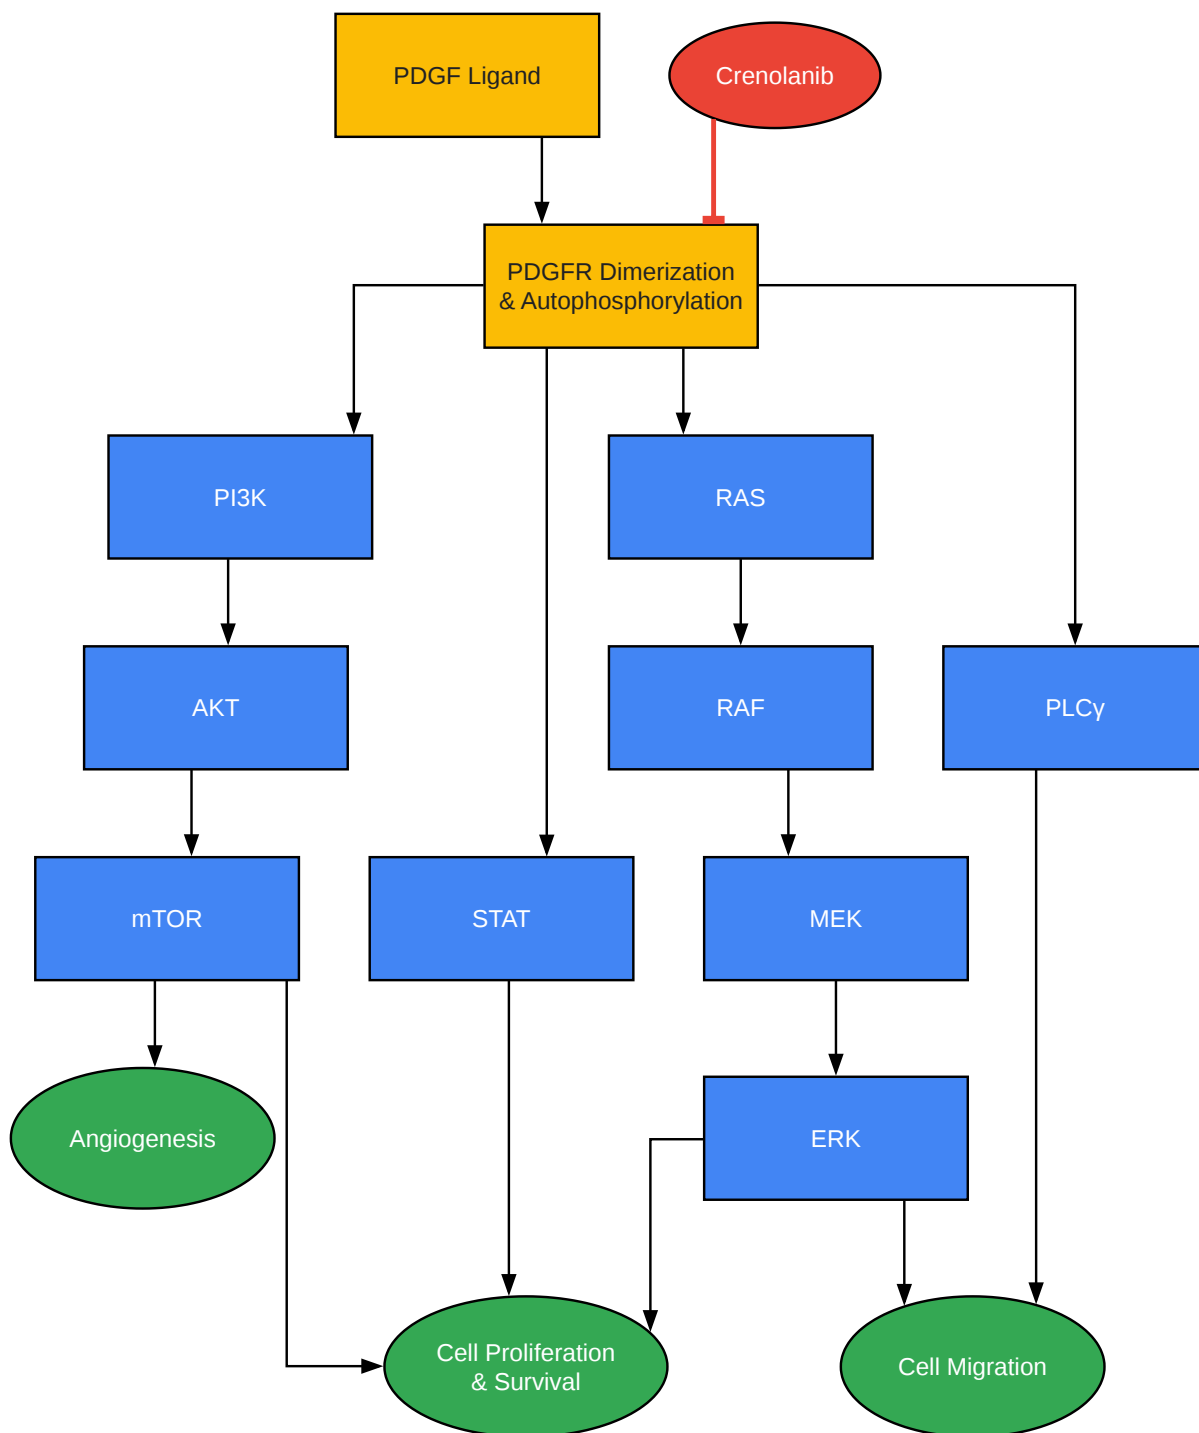 PDGF Ligand
Crenolanib
PDGFR Dimerization
& Autophosphorylation
PI3K
RAS
AKT
RAF
PLCγ
mTOR
STAT
MEK
Angiogenesis
ERK
Cell Proliferation
& Survival
Cell Migration